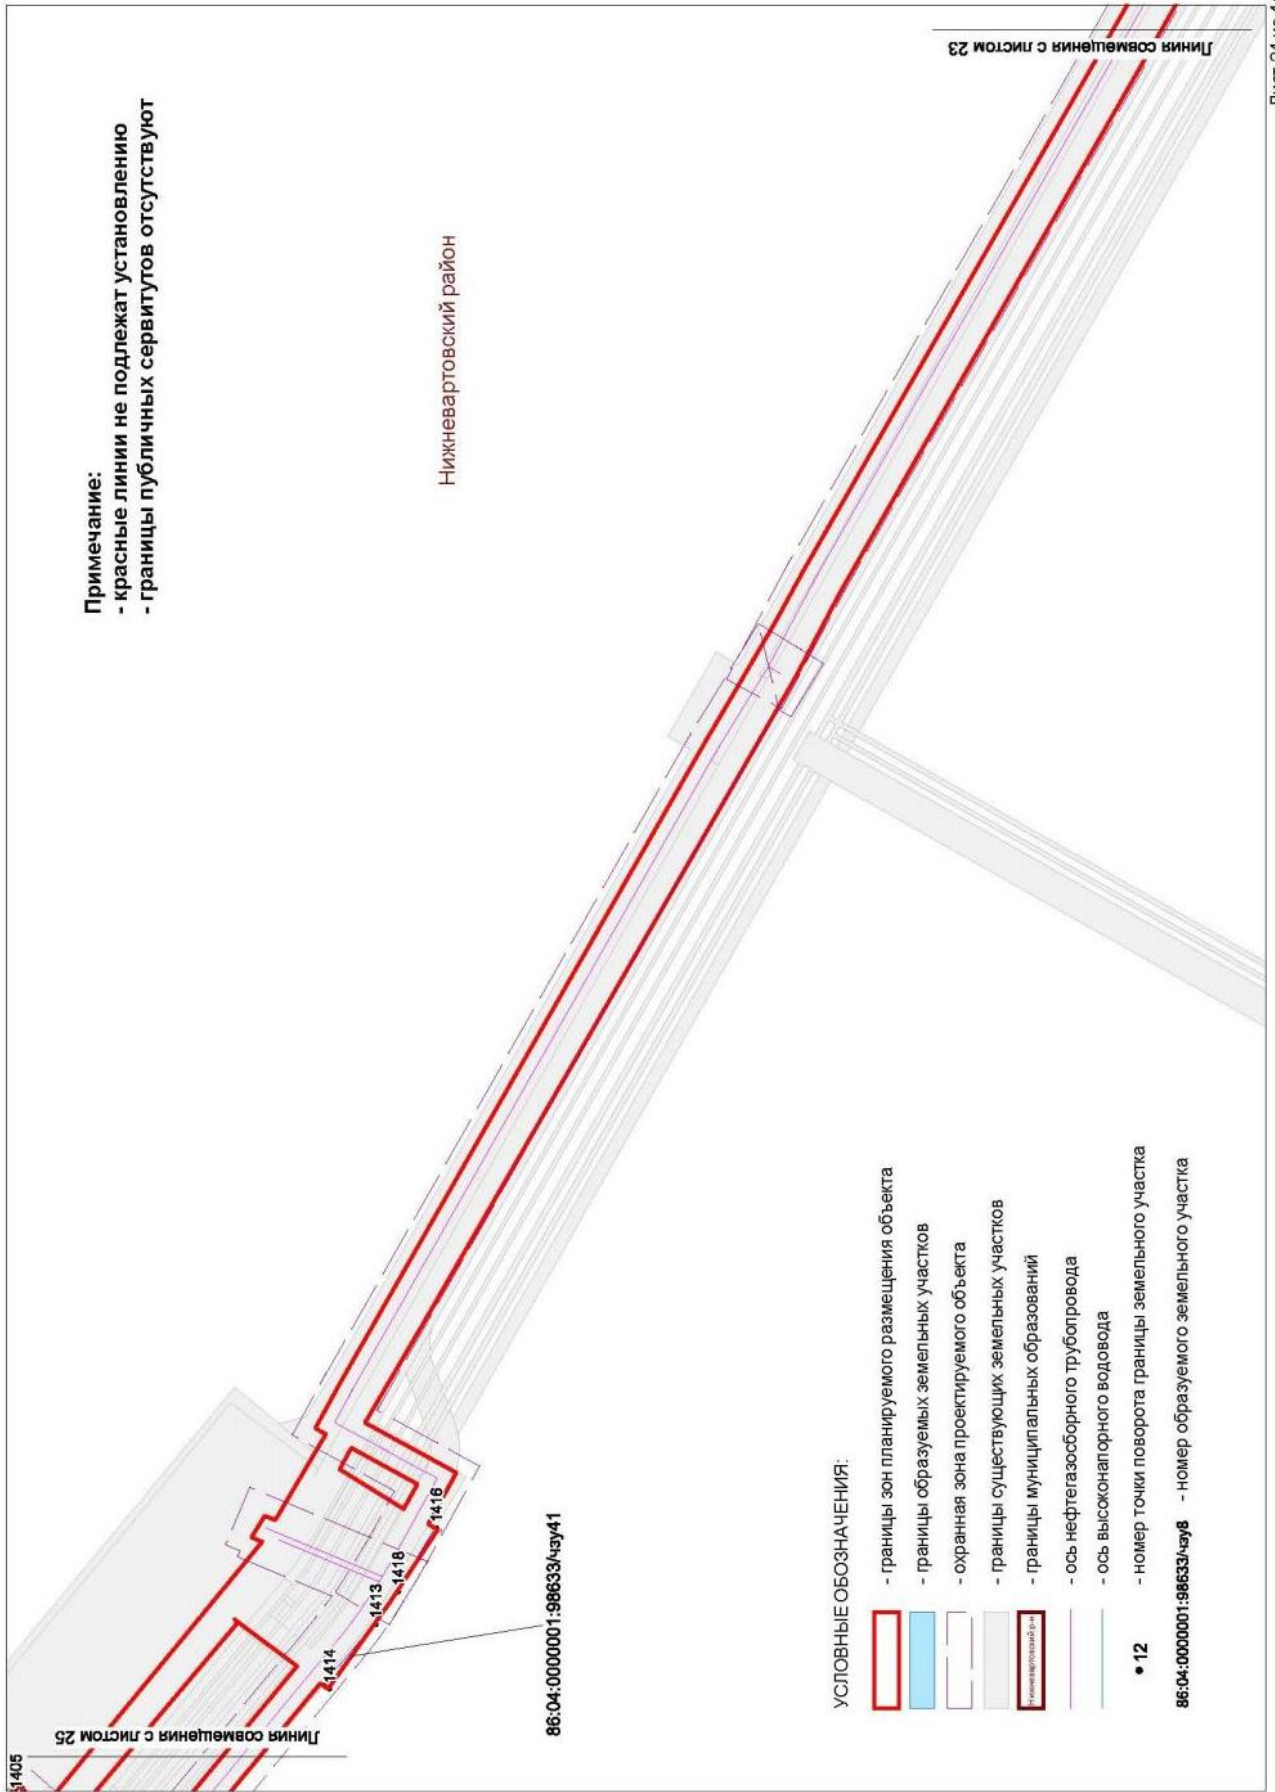 Примечание:
- красные линии не подлежат установлению
- границы публичных сервитутов отсутствуют
Нижневартовский район
Линия совмещения с листом 23
Линия совмещения с листом 25
1405
1414
1413
1418
1416
86:04:0000001:98633/чзу41
УСЛОВНЫЕ ОБОЗНАЧЕНИЯ:
- границы зон планируемого размещения объекта
- границы образуемых земельных участков
- охранная зона проектируемого объекта
- границы существующих земельных участков
Нижневартовский р-н
- границы муниципальных образований
- ось нефтегазосборного трубопровода
- ось высоконапорного водовода
•12 - номер точки поворота границы земельного участка
86:04:0000001:98633/чзу8 - номер образуемого земельного участка